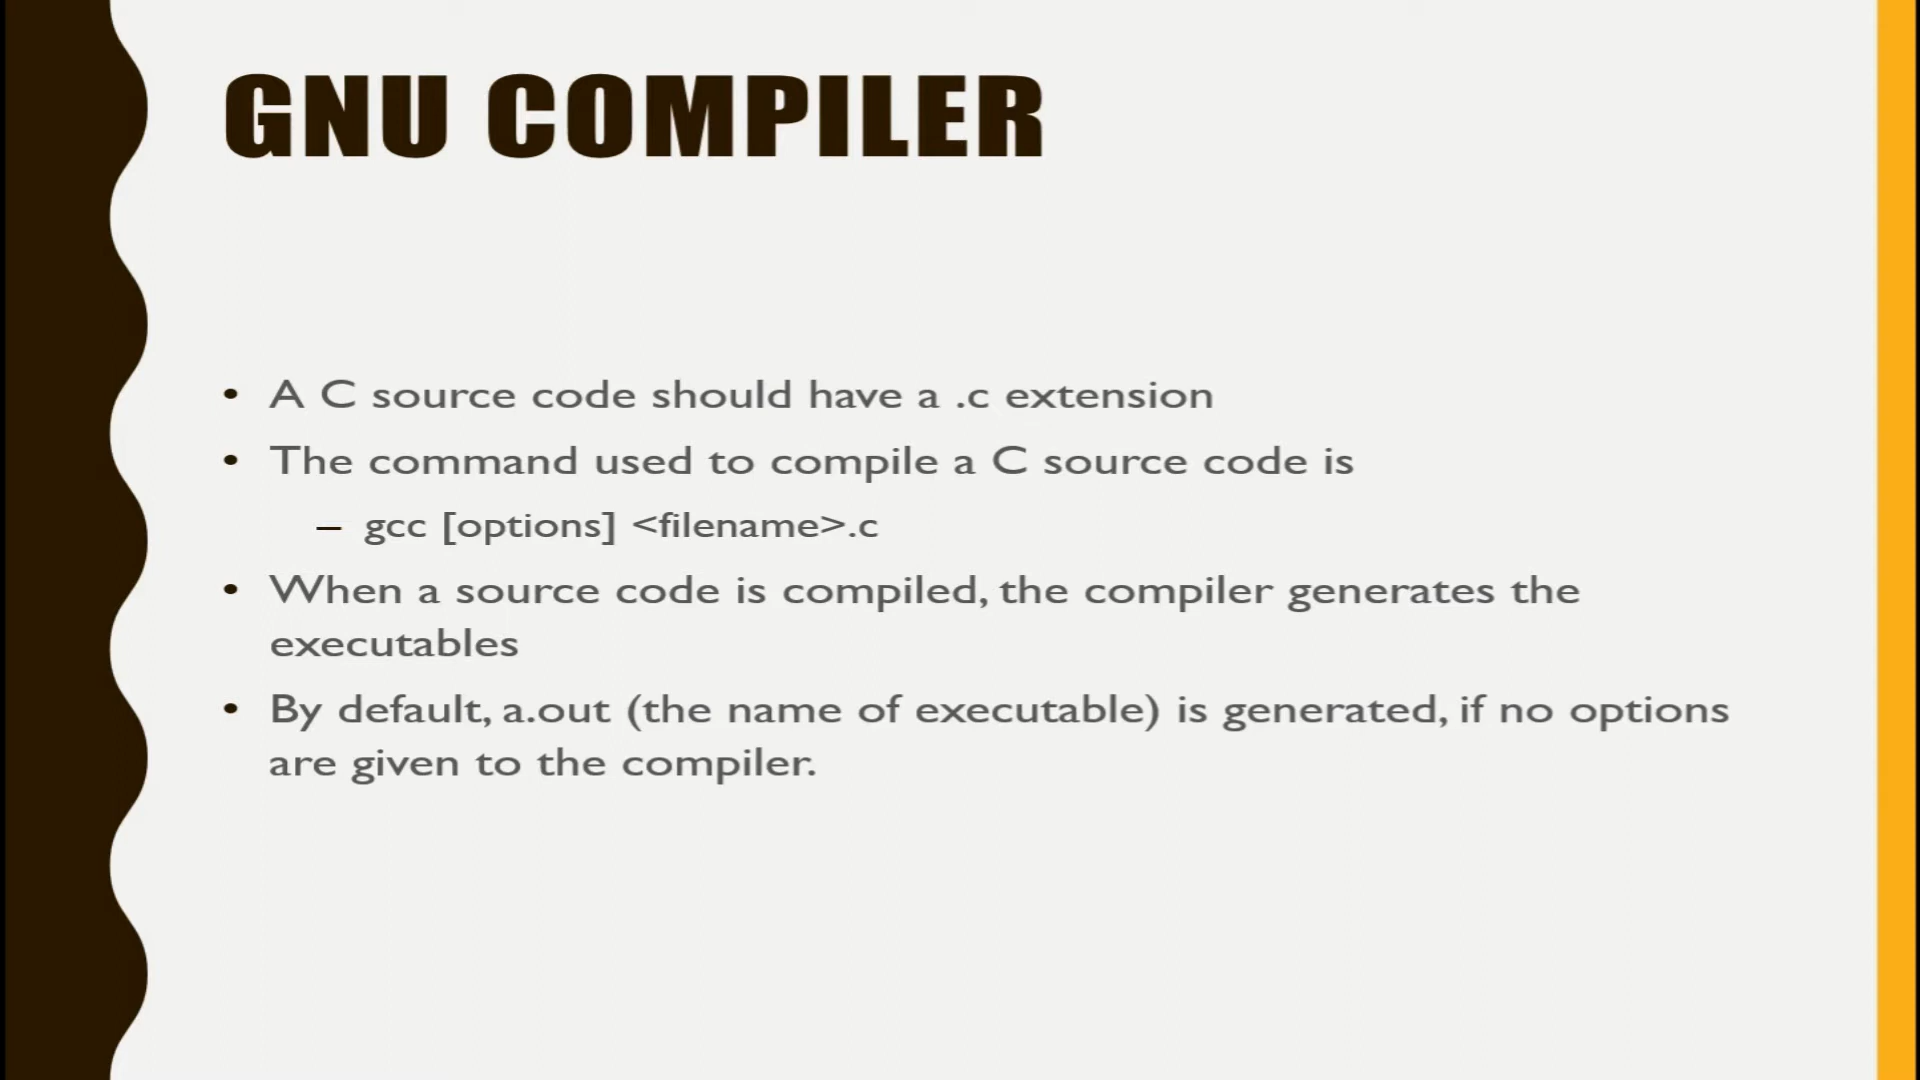 GNU COMPILER
• A C source code should have a .c extension
• The command used to compile a C source code is
– gcc [options] <filename>.c
• When a source code is compiled, the compiler generates the
executables
• By default, a.out (the name of executable) is generated, if no options
are given to the compiler.